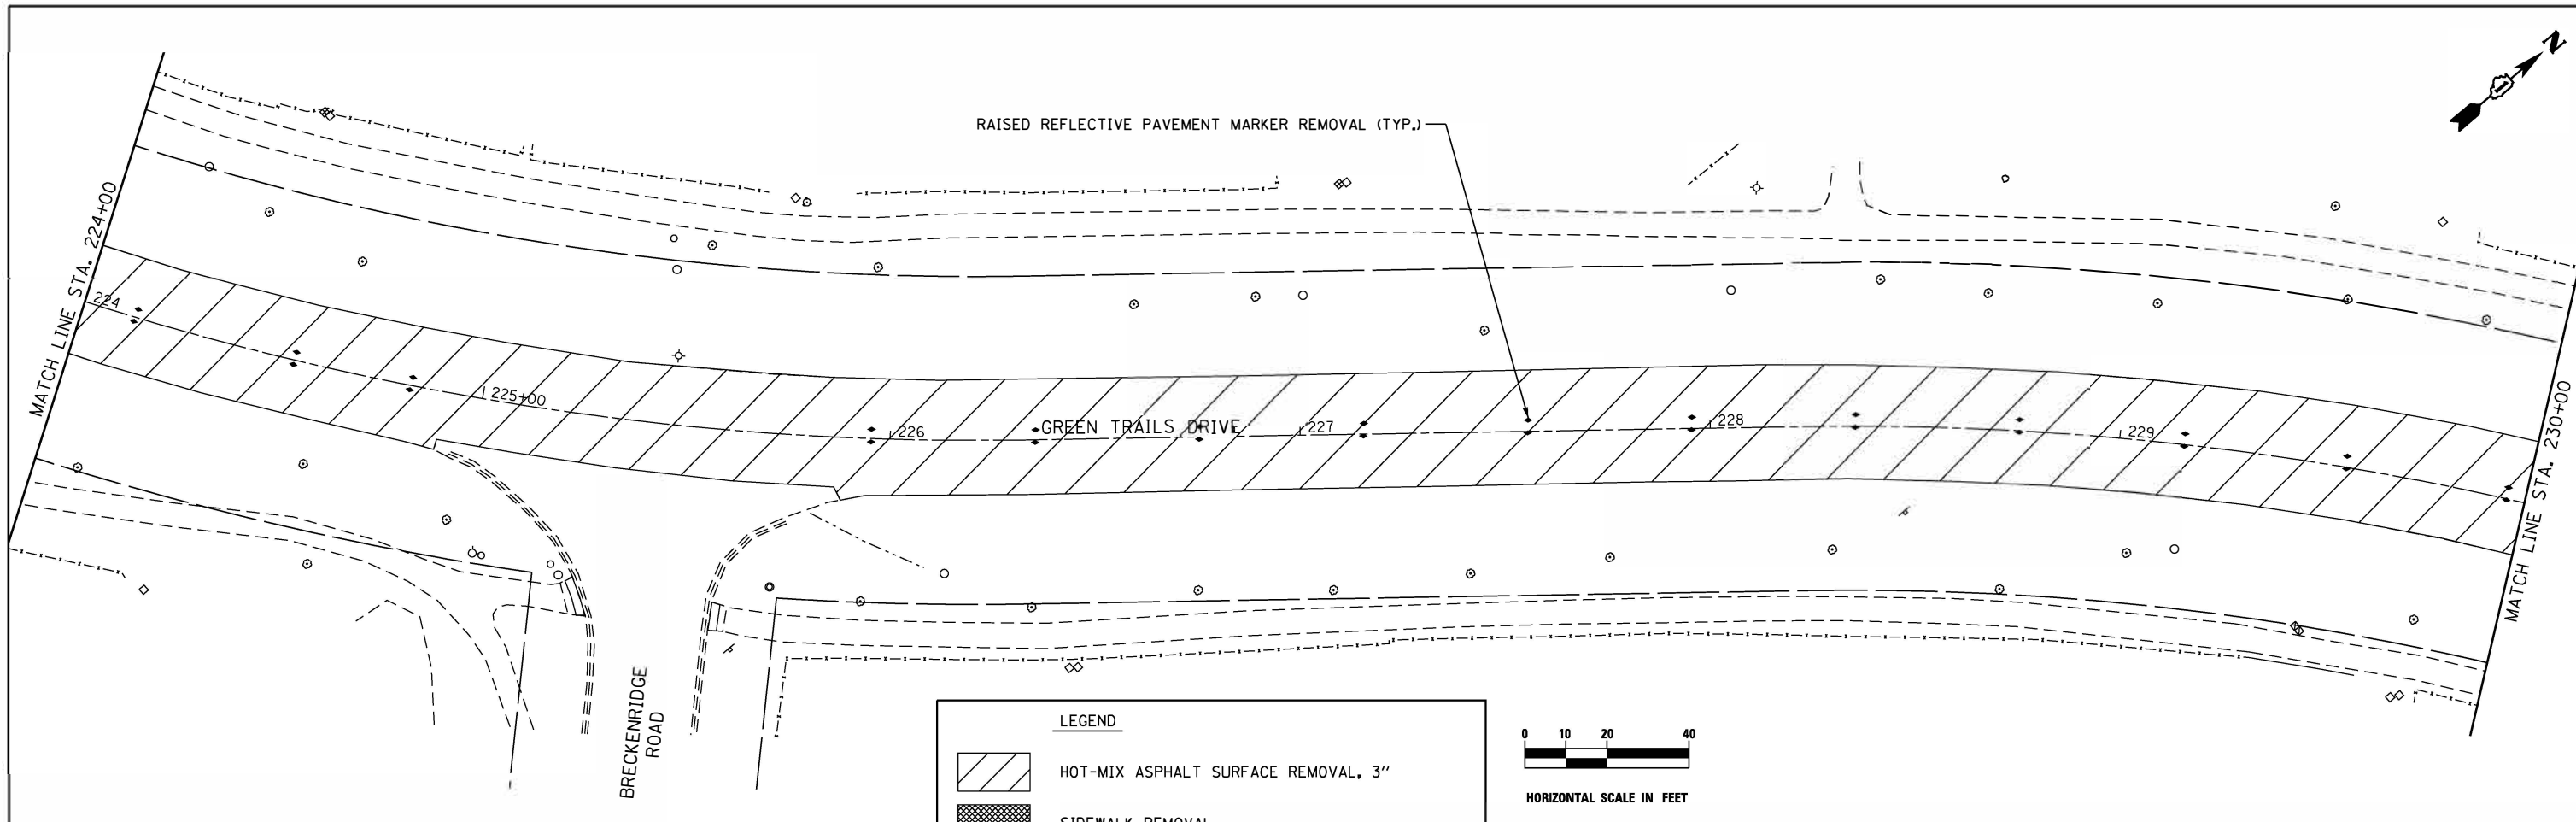 N
RAISED REFLECTIVE PAVEMENT MARKER REMOVAL (TYP.)
MATCH LINE STA. 224+00
224
225+00
226
GREEN TRAILS DRIVE
227
228
229
MATCH LINE STA. 230+00
BRECKENRIDGE
ROAD
LEGEND
HOT-MIX ASPHALT SURFACE REMOVAL, 3"
SIDEWALK REMOVAL
0 10 20 40
HORIZONTAL SCALE IN FEET